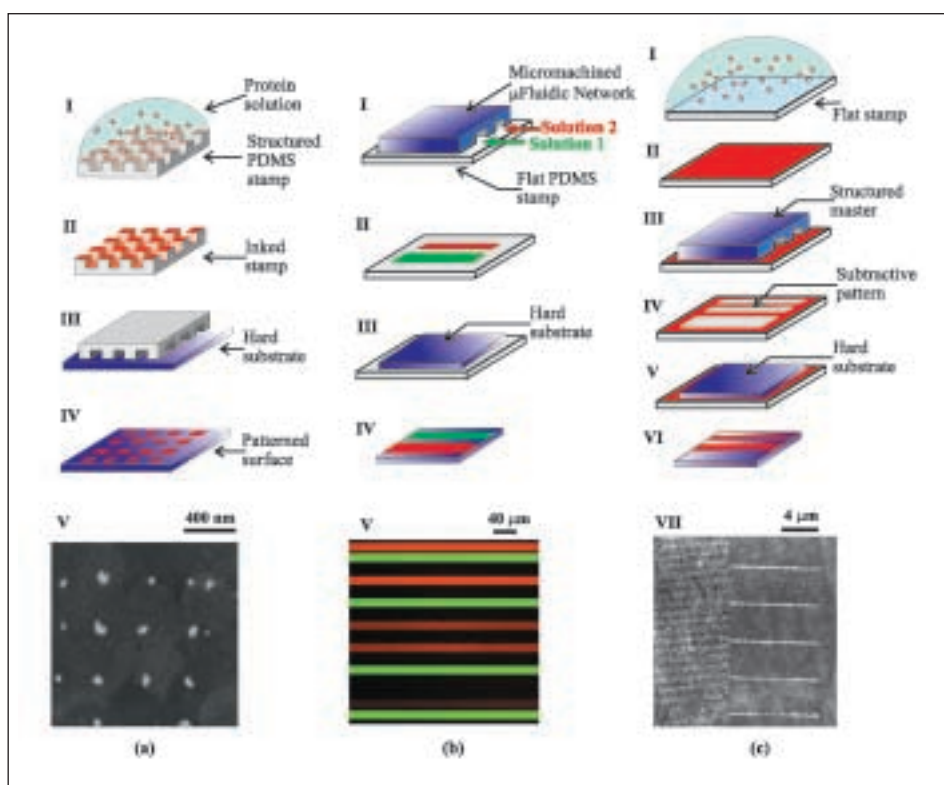 I
Protein
solution
Structured
PDMS
stamp
II
Inked
stamp
III
Hard
substrate
IV
Patterned
surface
V
400 nm
(a)
I
Micromachined
μFluidic Network
Solution 2
Solution 1
Flat PDMS
stamp
II
III
Hard
substrate
IV
V
40 μm
(b)
I
Flat stamp
II
III
Structured
master
IV
Subtractive
pattern
V
Hard
substrate
VI
VII
4 μm
(c)